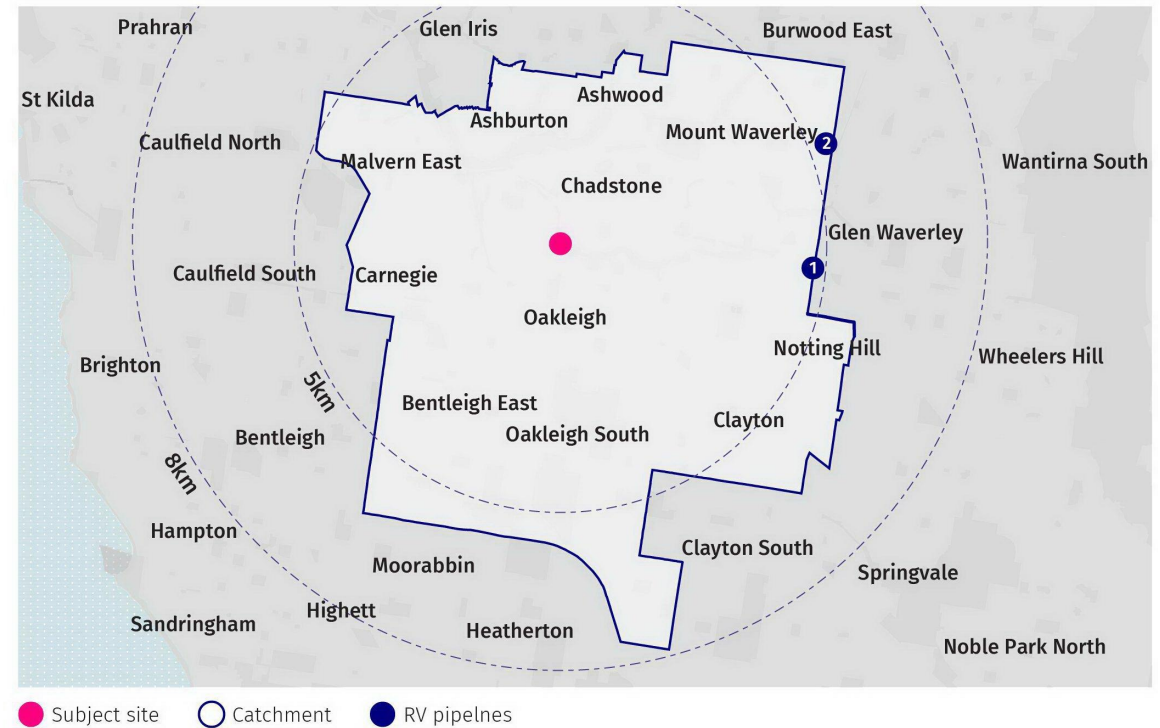 Prahran
Glen Iris
Burwood East
St Kilda
Ashwood
Ashburton
Mount Waverley
2
Caulfield North
Malvern East
Wantirna South
Chadstone
Glen Waverley
Caulfield South
Carnegie
1
Oakleigh
Notting Hill
Wheelers Hill
Brighton
5km
Bentleigh East
Clayton
Bentleigh
Oakleigh South
8km
Hampton
Clayton South
Moorabbin
Springvale
Highett
Sandringham
Heatherton
Noble Park North
Subject site
Catchment
RV pipelnes